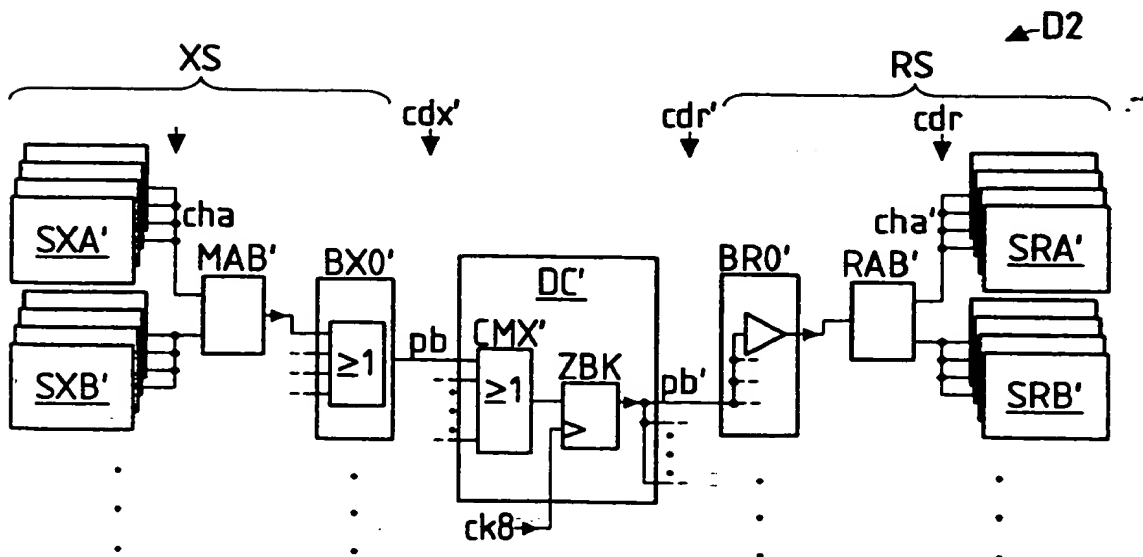 D2
XS
RS
cdx'
cdr'
cdr
cha
cha'
SXA'
SRA'
MAB'
BX0'
DC'
BR0'
RAB'
pb
CMX'
ZBK
pb'
≥1
≥1
SXB'
SRB'
ck8